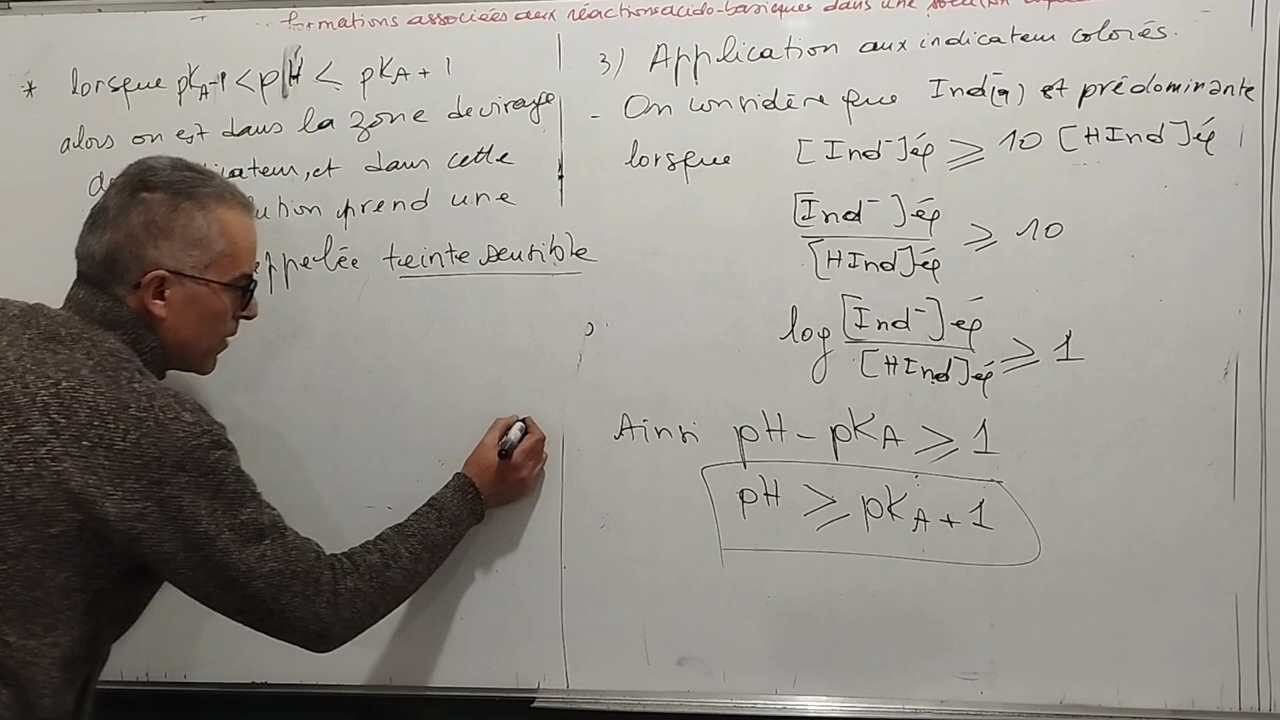 formations associées aux réactions acido-basiques dans une solution
* lorsque pKA-1 < pH < pKA + 1
alors on est dans la zone de virage
et dans cette
prend une
appelée teinte sensible
3) Application aux indicateur colorés.
- On considère que Ind⁻(aq) est prédominante
lorsque [Ind⁻]éq ⩾ 10 [HInd]éq
[Ind⁻]éq / [HInd]éq ⩾ 10
log [Ind⁻]éq / [HInd]éq ⩾ 1
Ainsi pH - pKA ⩾ 1
pH ⩾ pKA + 1